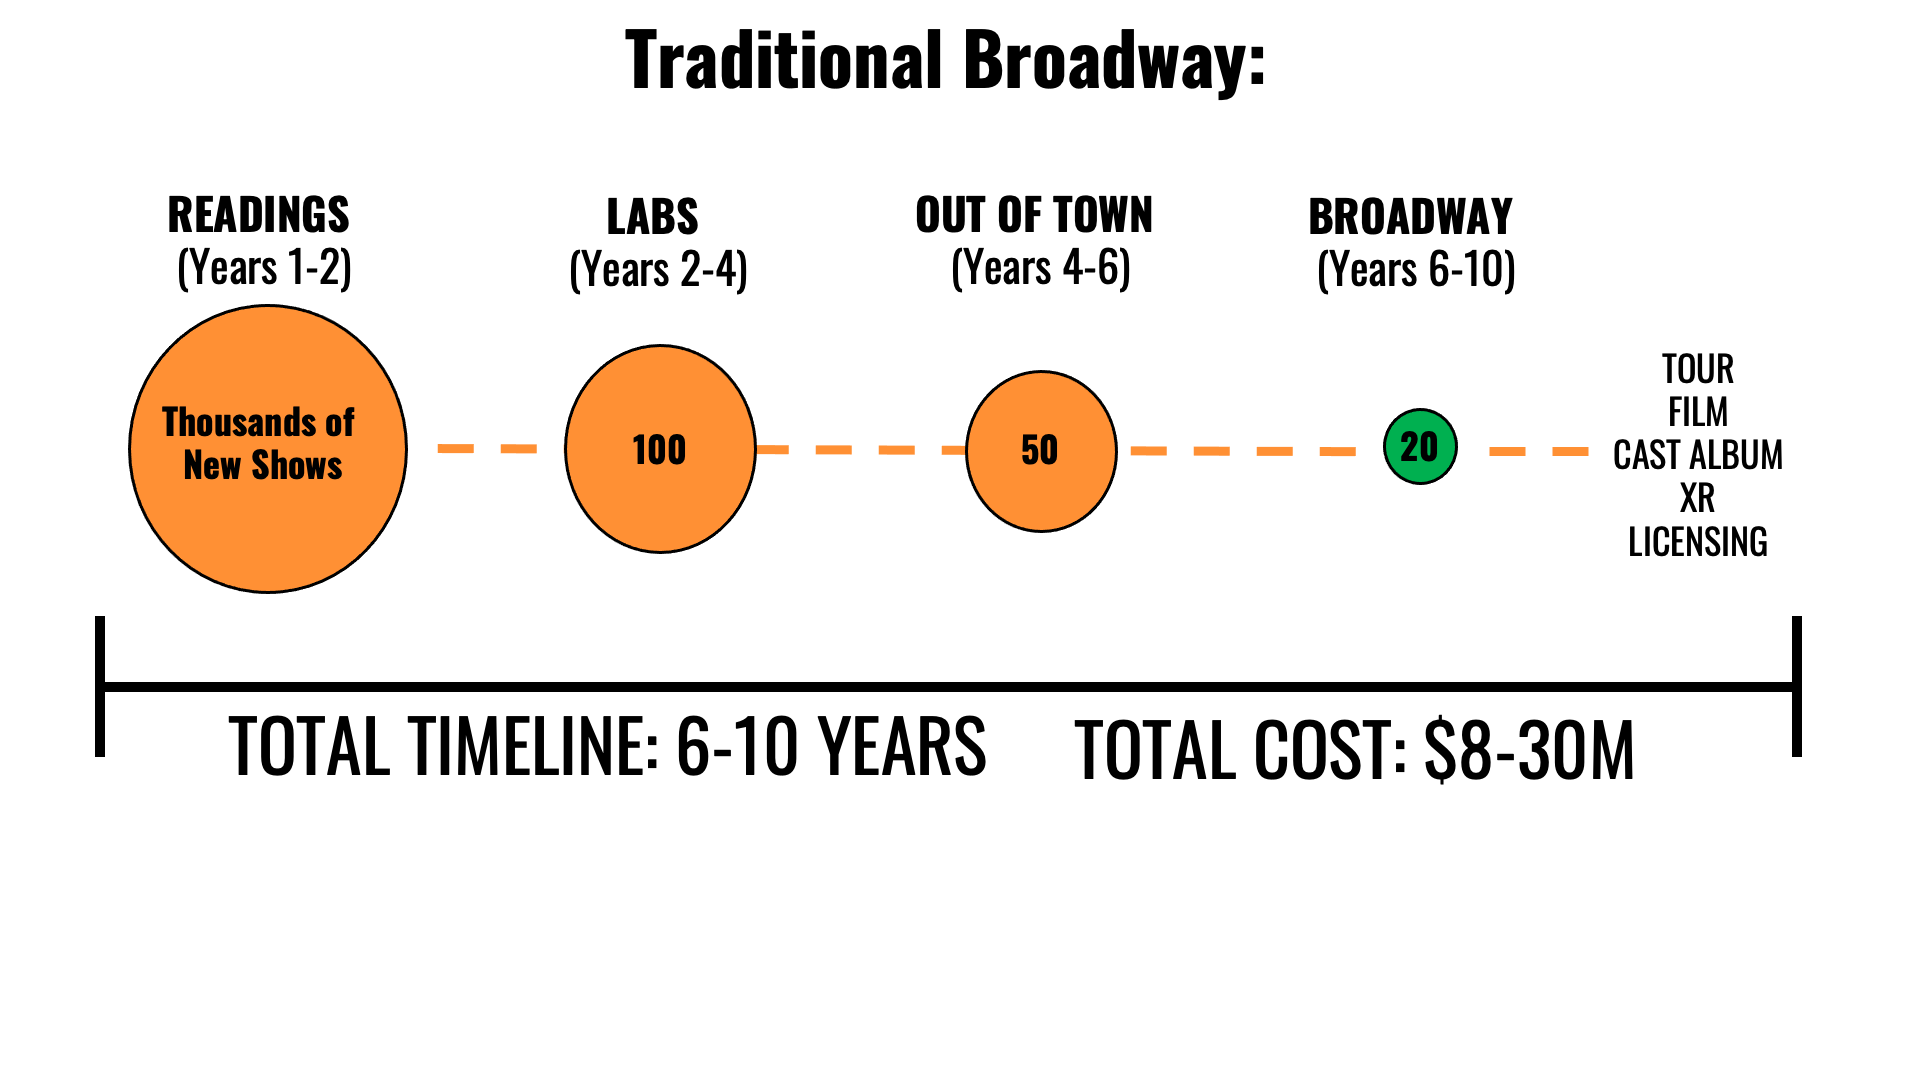 Traditional Broadway:
READINGS
(Years 1-2)
LABS
(Years 2-4)
OUT OF TOWN
(Years 4-6)
BROADWAY
(Years 6-10)
Thousands of
New Shows
100
50
20
TOUR
FILM
CAST ALBUM
XR
LICENSING
TOTAL TIMELINE: 6-10 YEARS
TOTAL COST: $8-30M